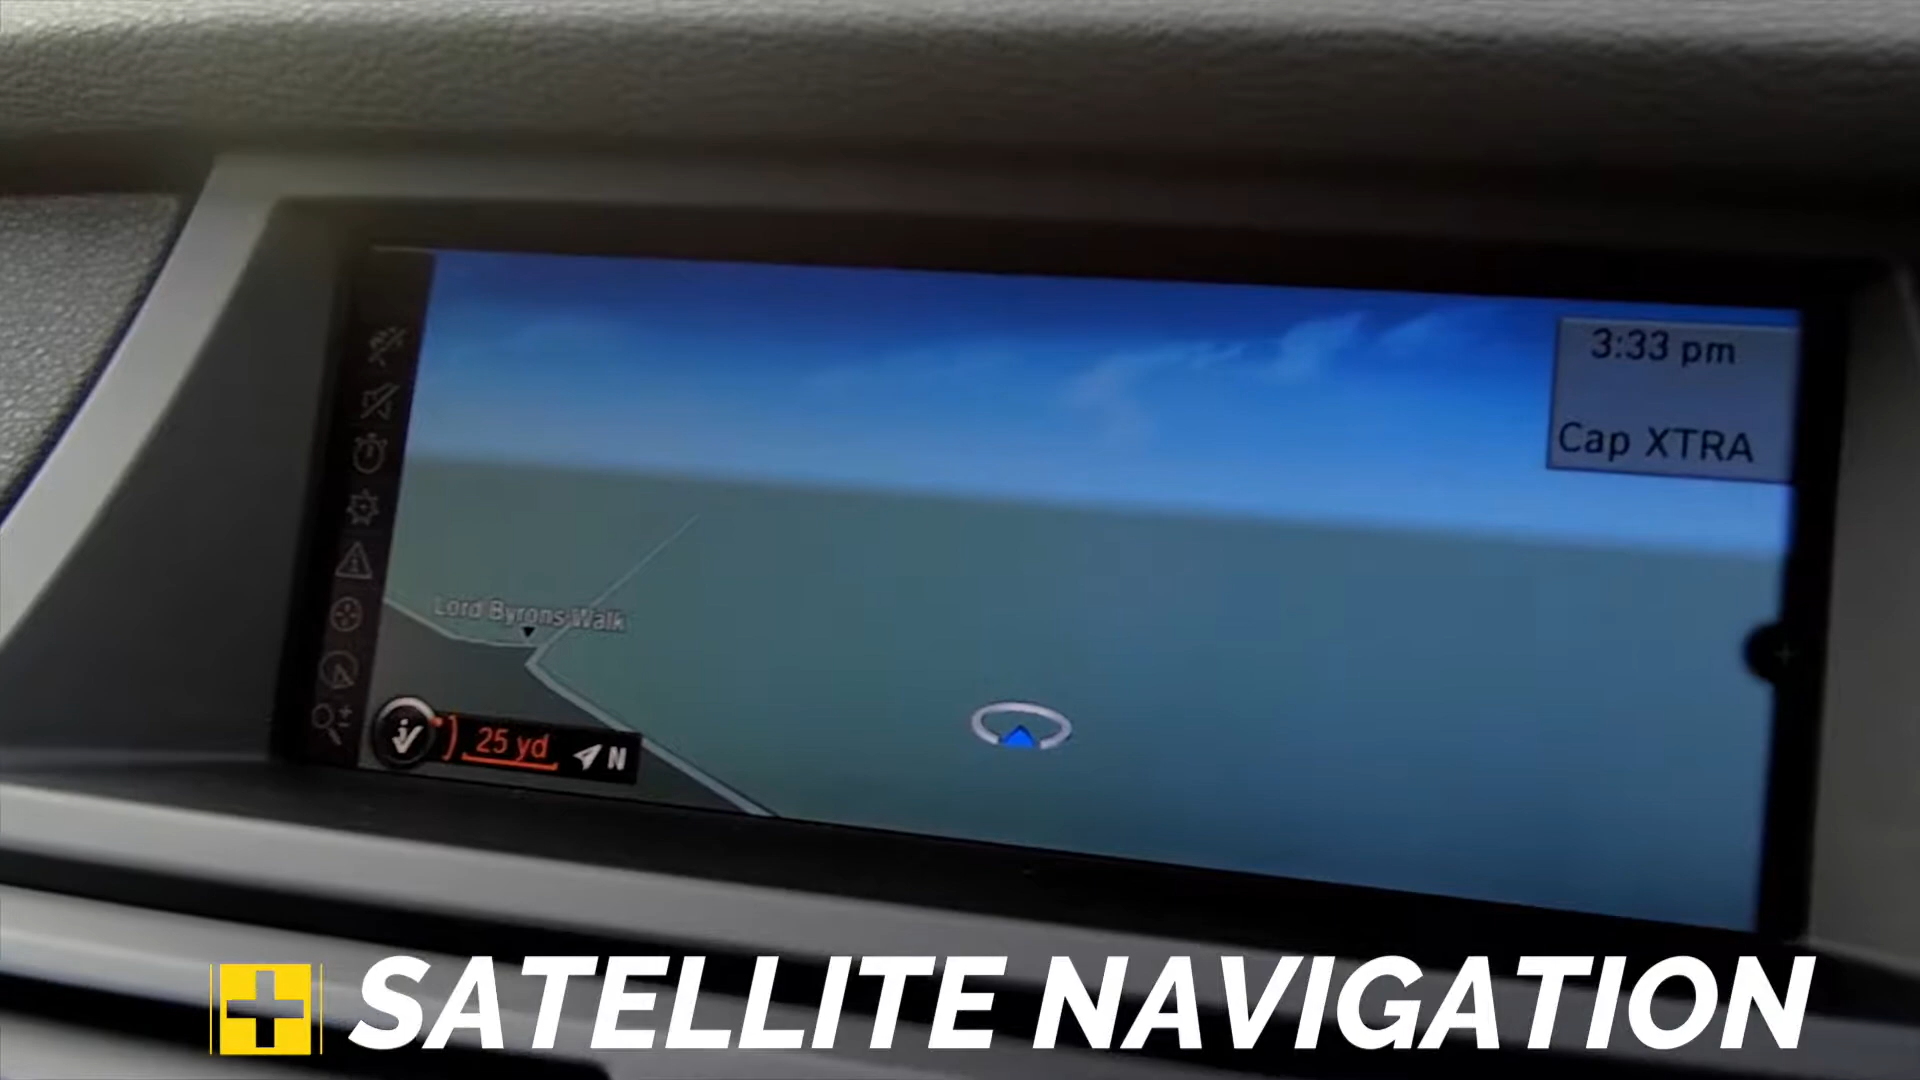 3:33 pm
Cap XTRA
Lord Byrons Walk
25 yd N
SATELLITE NAVIGATION